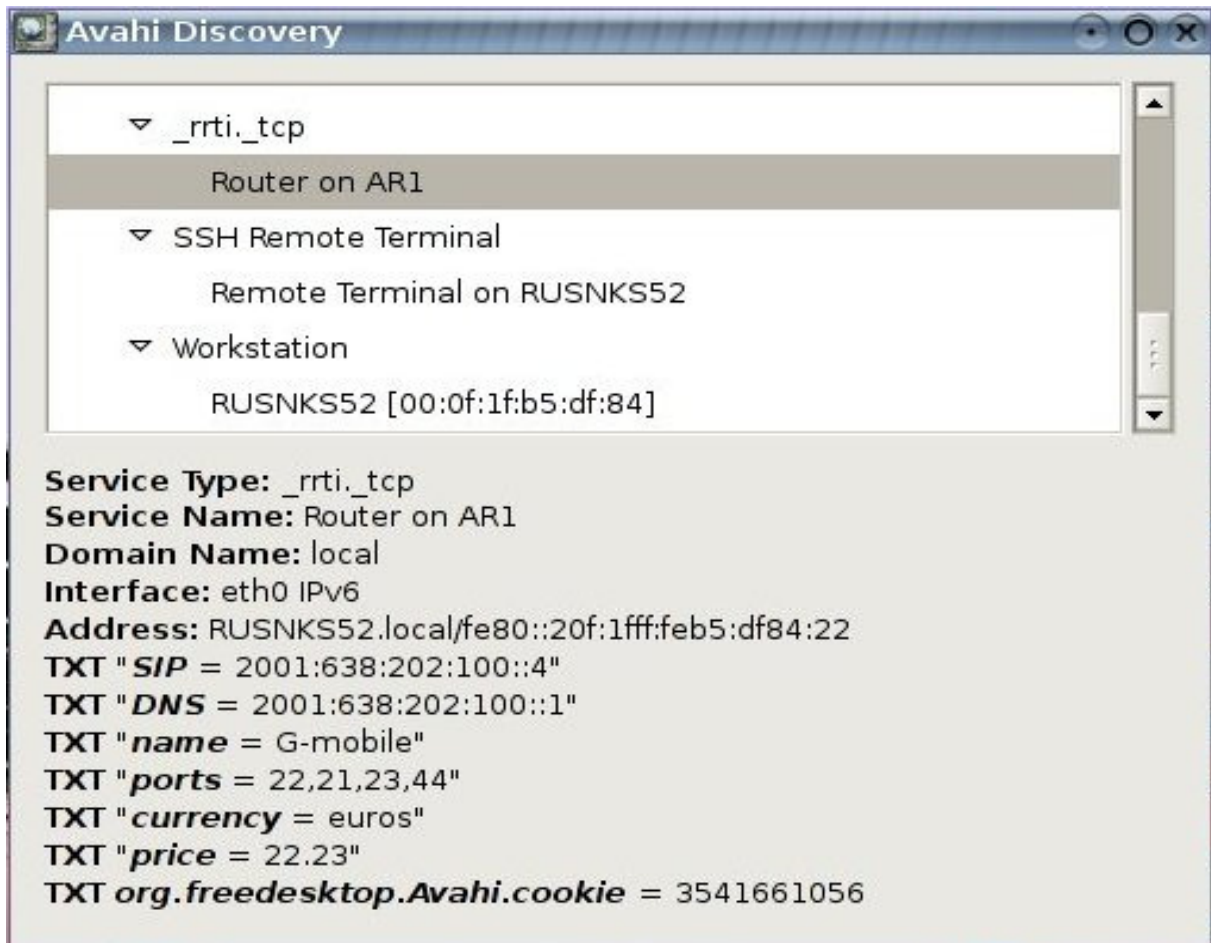 Avahi Discovery
_rrti._tcp
Router on AR1
SSH Remote Terminal
Remote Terminal on RUSNKS52
Workstation
RUSNKS52 [00:0f:1f:b5:df:84]
Service Type: _rrti._tcp
Service Name: Router on AR1
Domain Name: local
Interface: eth0 IPv6
Address: RUSNKS52.local/fe80::20f:1fff:feb5:df84:22
TXT "SIP = 2001:638:202:100::4"
TXT "DNS = 2001:638:202:100::1"
TXT "name = G-mobile"
TXT "ports = 22,21,23,44"
TXT "currency = euros"
TXT "price = 22.23"
TXT org.freedesktop.Avahi.cookie = 3541661056